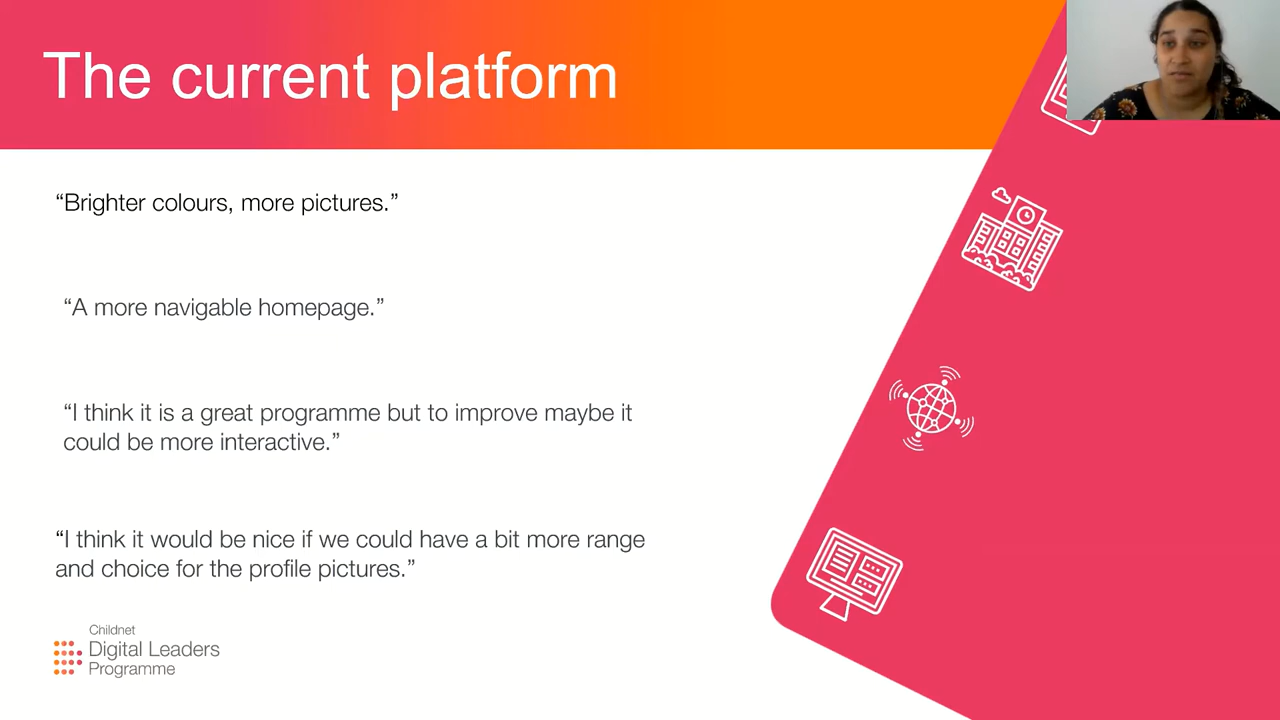 The current platform
“Brighter colours, more pictures.”
“A more navigable homepage.”
“I think it is a great programme but to improve maybe it
could be more interactive.”
“I think it would be nice if we could have a bit more range
and choice for the profile pictures.”
Childnet
Digital Leaders
Programme